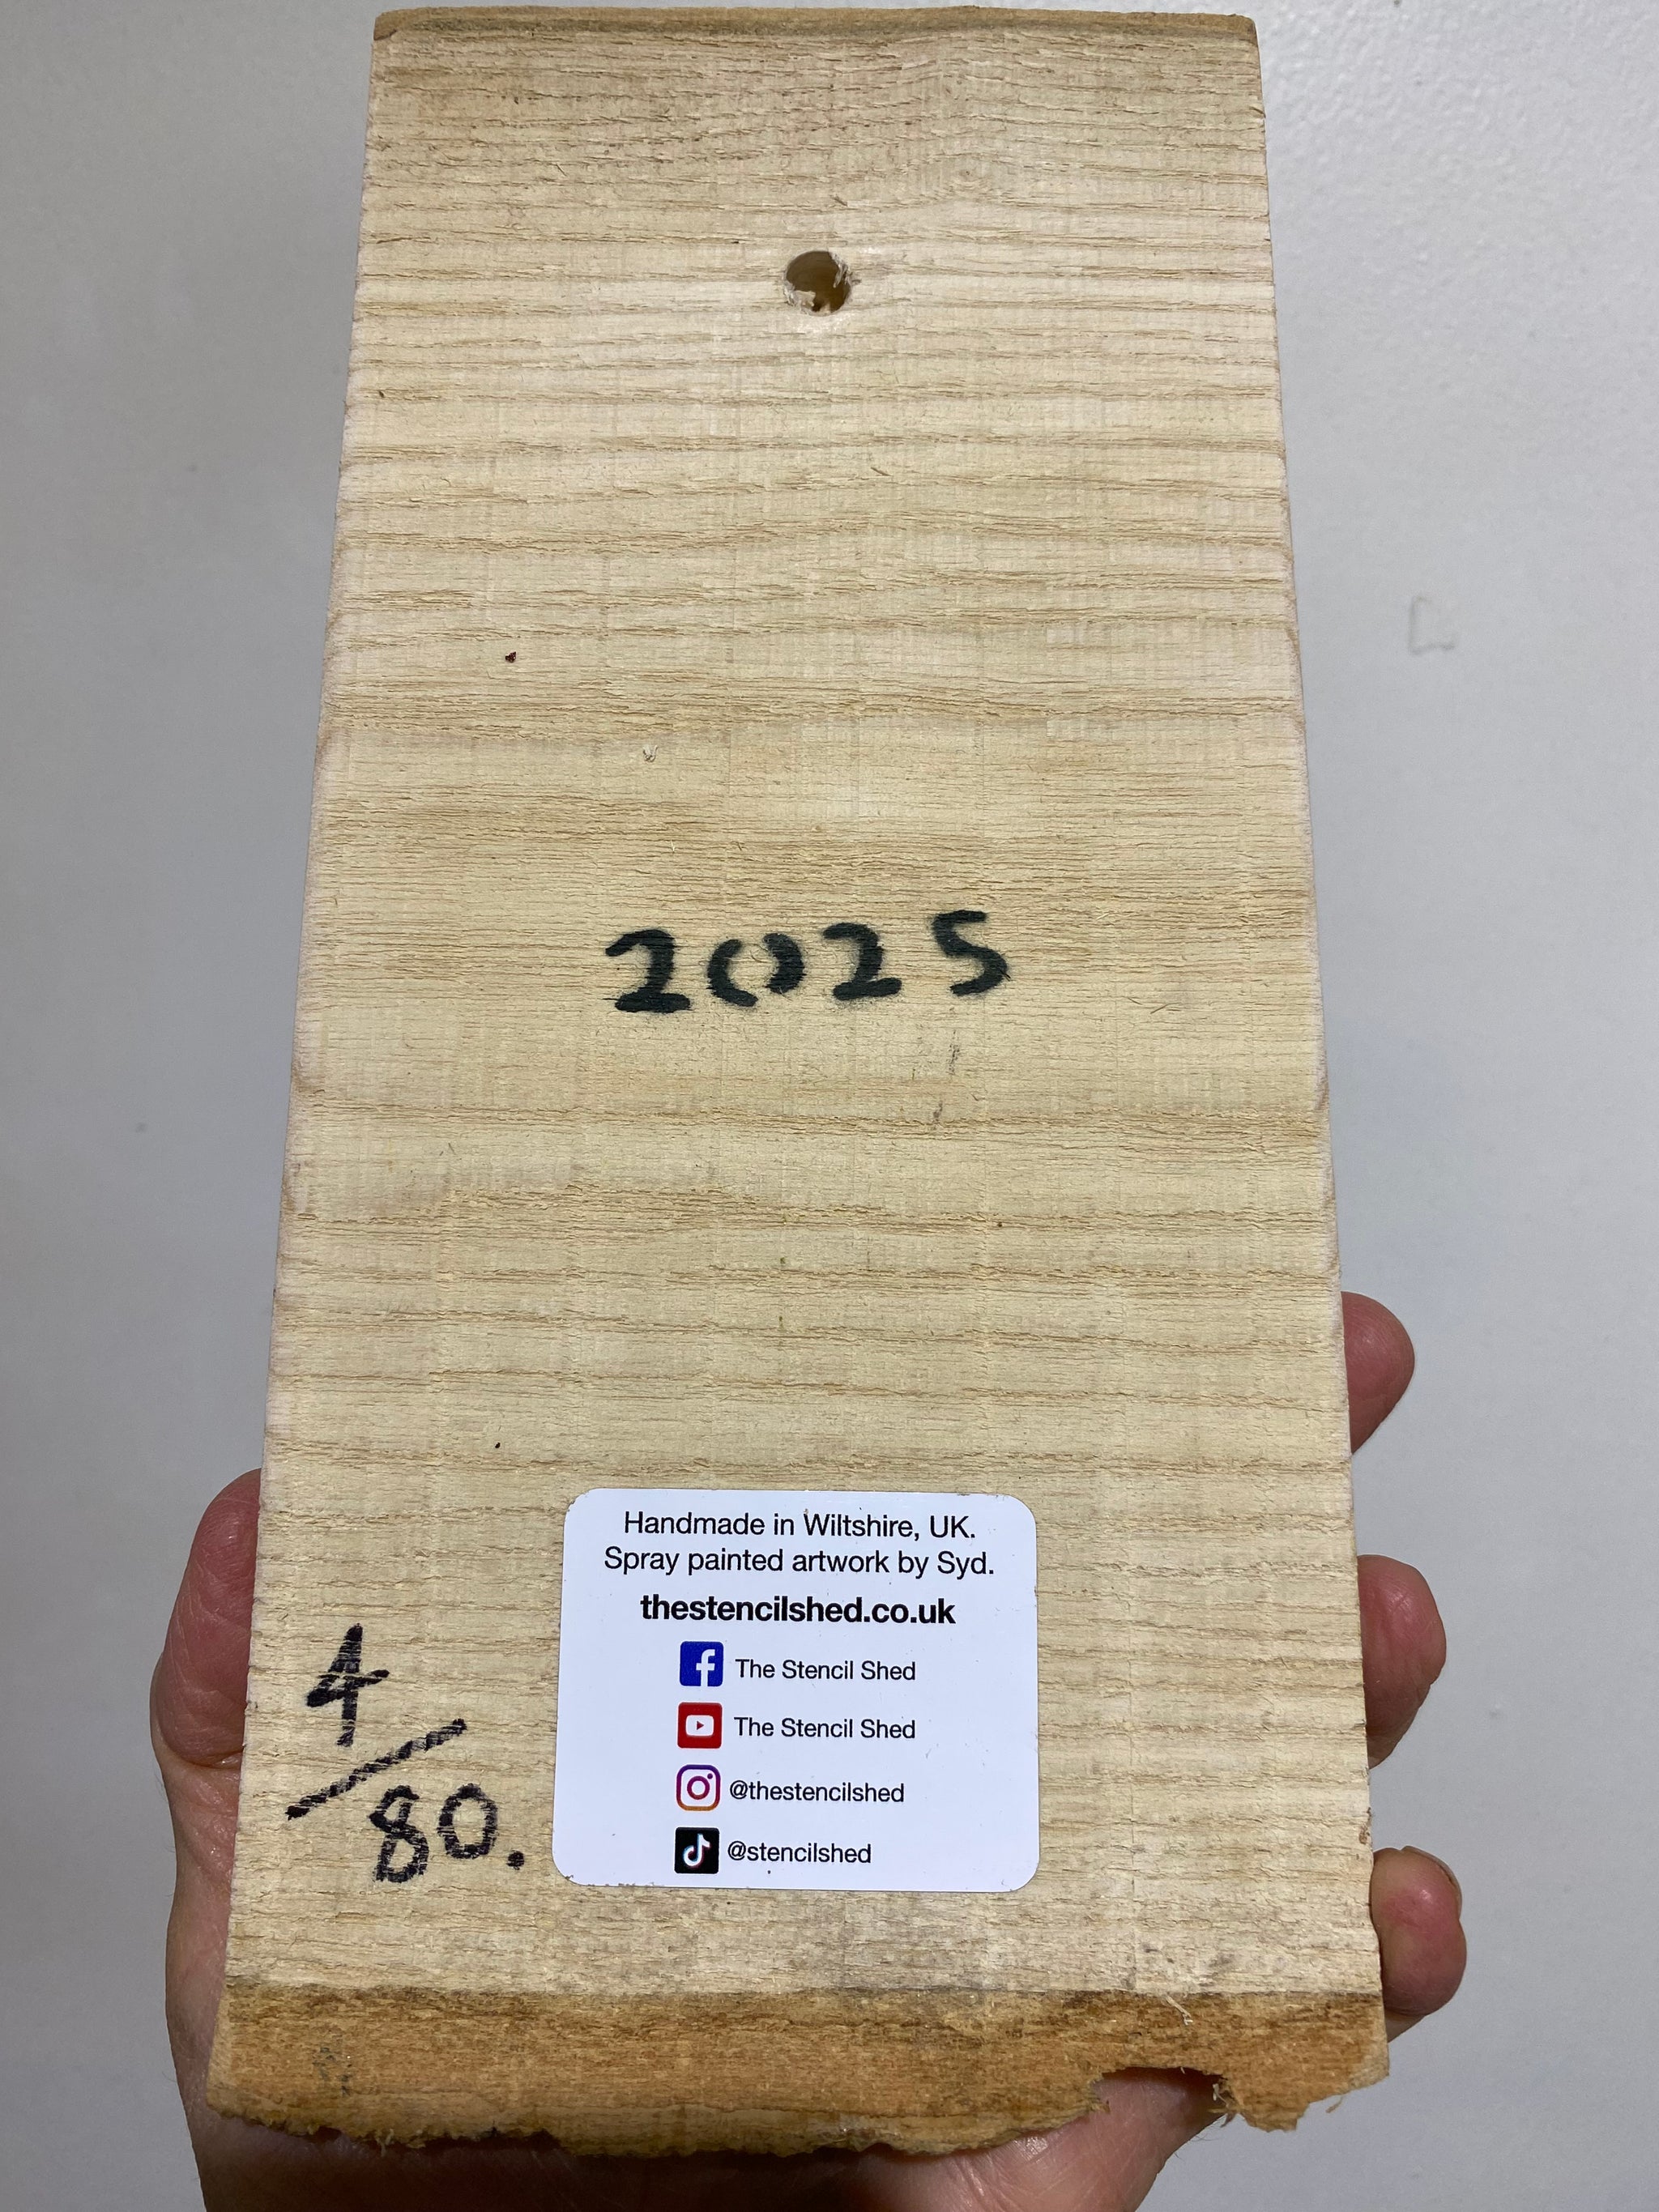 2025
Handmade in Wiltshire, UK.
Spray painted artwork by Syd.
thestencilshed.co.uk
The Stencil Shed
The Stencil Shed
@thestencilshed
@stencilshed
4/80.